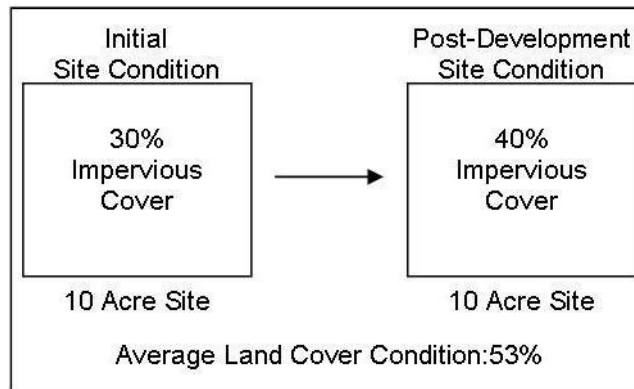 Initial
Site Condition
30%
Impervious
Cover
10 Acre Site
Post-Development
Site Condition
40%
Impervious
Cover
10 Acre Site
Average Land Cover Condition:53%